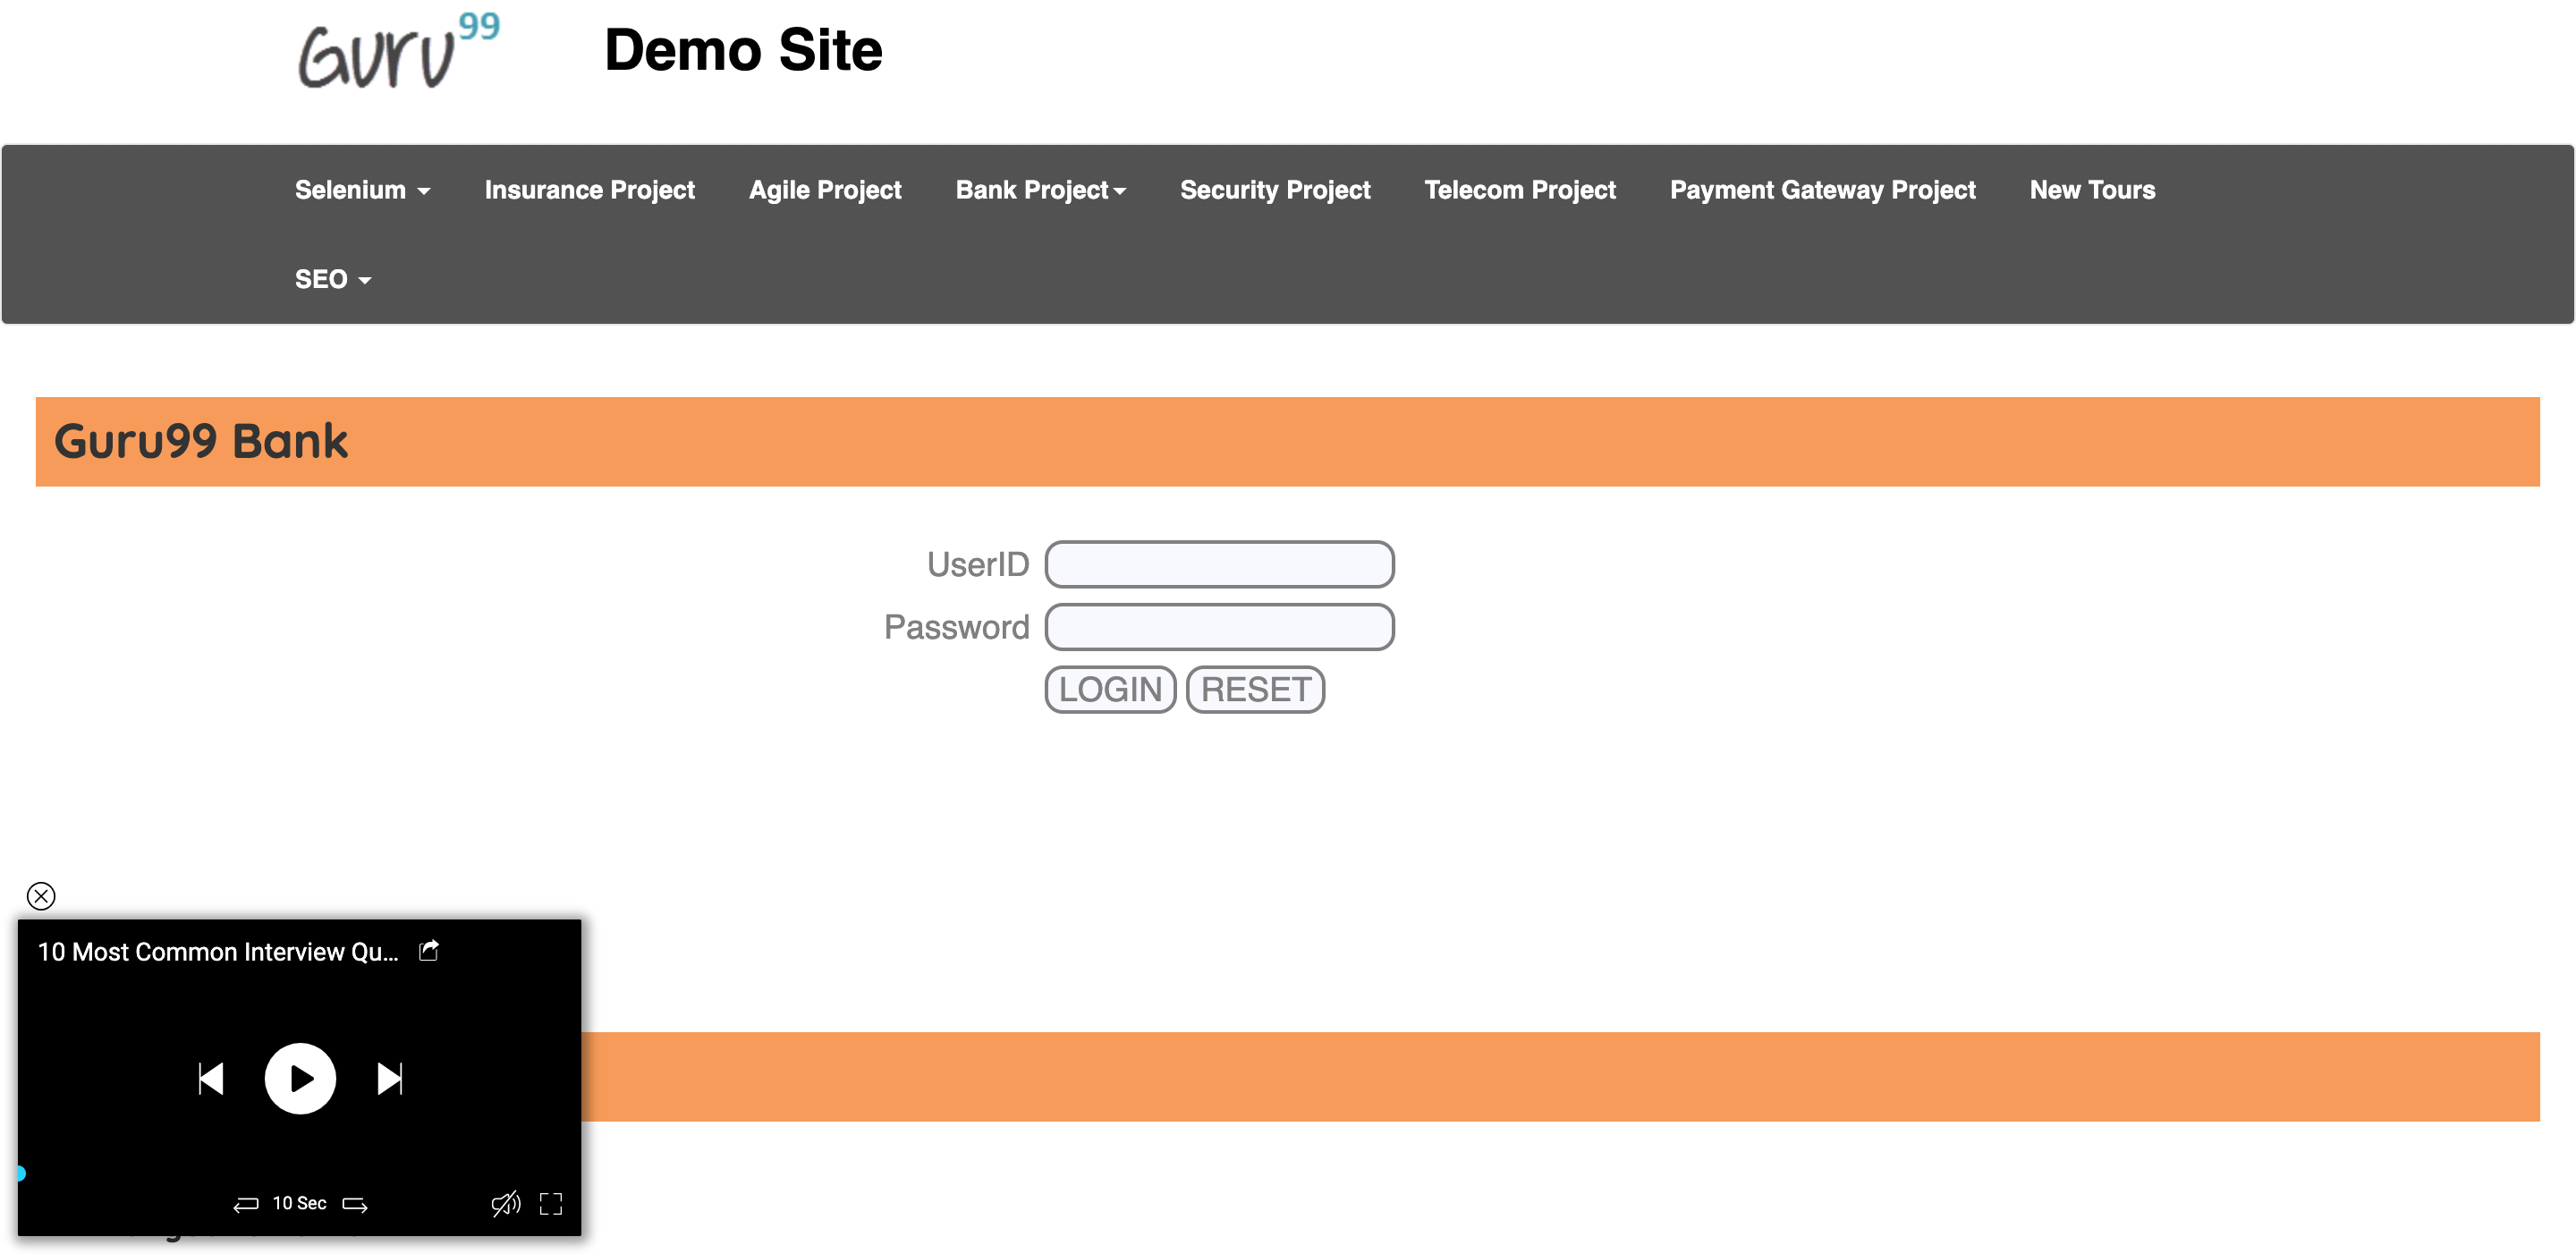 Guru99 Demo Site
Selenium Insurance Project Agile Project Bank Project Security Project Telecom Project Payment Gateway Project New Tours
SEO
Guru99 Bank
UserID
Password
LOGIN RESET
10 Most Common Interview Qu...
10 Sec